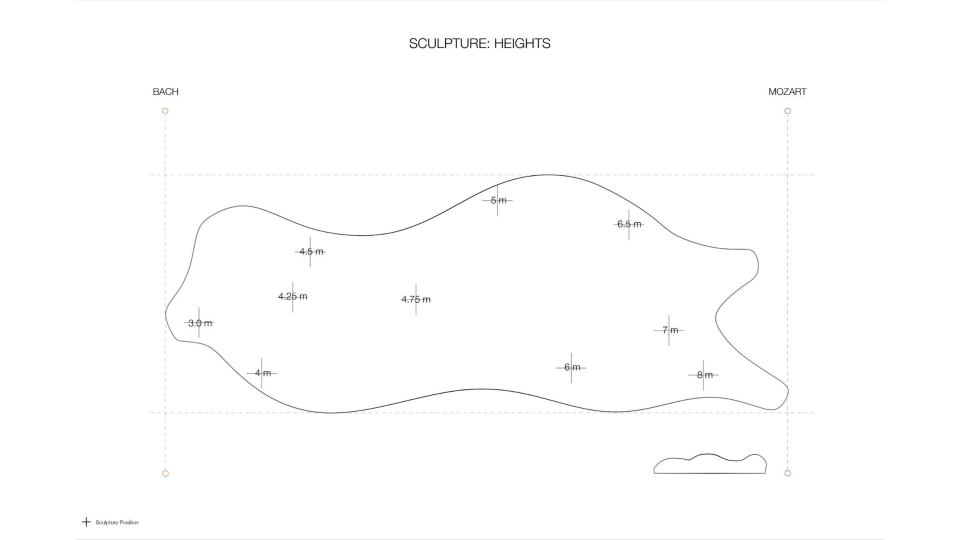 SCULPTURE: HEIGHTS
BACH
MOZART
5 m
6.5 m
4.5 m
4.25 m
4.75 m
3.0 m
7 m
6 m
4 m
8 m
Sculpture Position